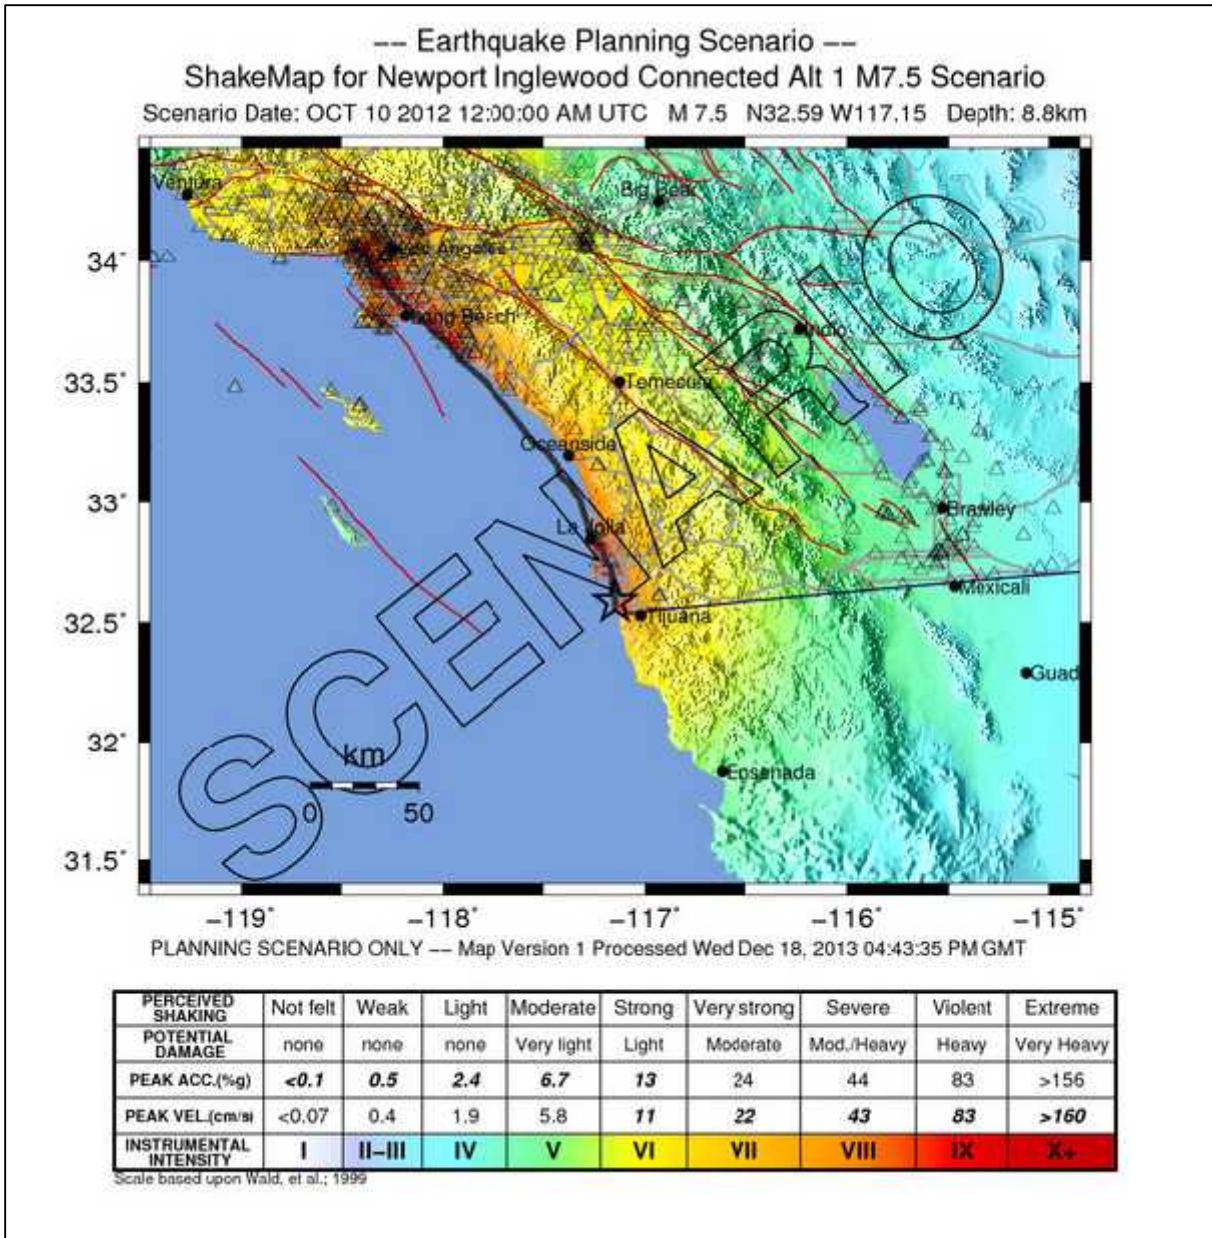 -- Earthquake Planning Scenario --
ShakeMap for Newport Inglewood Connected Alt 1 M7.5 Scenario
Scenario Date: OCT 10 2012 12:00:00 AM UTC M 7.5 N32.59 W117.15 Depth: 8.8km
Ventura
Big Bear
Los Angeles
34°
Long Beach
Indio
33.5°
Temecula
Oceanside
33°
Brawley
La Jolla
Mexicali
32.5°
Tijuana
Guad
SCENARIO
32°
km
Ensenada
0 50
31.5°
-119° -118° -117° -116° -115°
PLANNING SCENARIO ONLY -- Map Version 1 Processed Wed Dec 18, 2013 04:43:35 PM GMT
PERCEIVED SHAKING Not felt Weak Light Moderate Strong Very strong Severe Violent Extreme
POTENTIAL DAMAGE none none none Very light Light Moderate Mod./Heavy Heavy Very Heavy
PEAK ACC.(%g) <0.1 0.5 2.4 6.7 13 24 44 83 >156
PEAK VEL.(cm/s) <0.07 0.4 1.9 5.8 11 22 43 83 >160
INSTRUMENTAL INTENSITY I II-III IV V VI VII VIII IX X+
Scale based upon Wald, et al.; 1999